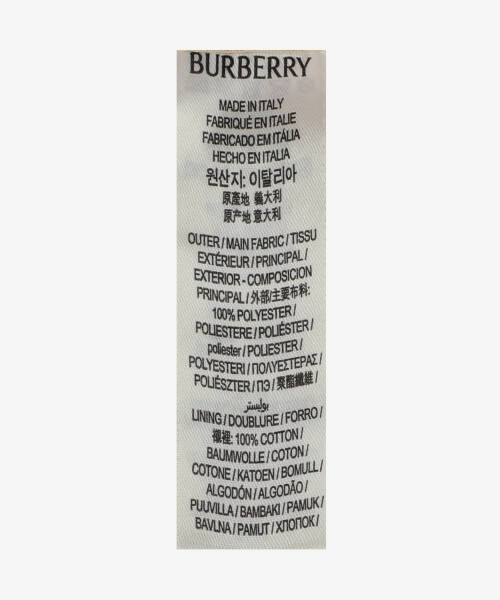 BURBERRY
MADE IN ITALY
FABRIQUÉ EN ITALIE
FABRICADO EM ITÁLIA
HECHO EN ITALIA
원산지: 이탈리아
原產地 義大利
原产地 意大利
OUTER / MAIN FABRIC / TISSU
EXTÉRIEUR / PRINCIPAL /
EXTERIOR - COMPOSICION
PRINCIPAL / 外部/主要布料:
100% POLYESTER /
POLIESTERE / POLIÉSTER /
poliester / POLIESTER /
POLYESTERI / ΠΟΛΥΕΣΤΕΡΑΣ /
POLIÉSZTER / ПЭ / 聚酯纖維 /
بوليستر
LINING / DOUBLURE / FORRO /
襯裡: 100% COTTON /
BAUMWOLLE / COTON /
COTONE / KATOEN / BOMULL /
ALGODÓN / ALGODÃO /
PUUVILLA / BAMBAKI / PAMUK /
BAVLNA / PAMUT / ХЛОПОК /